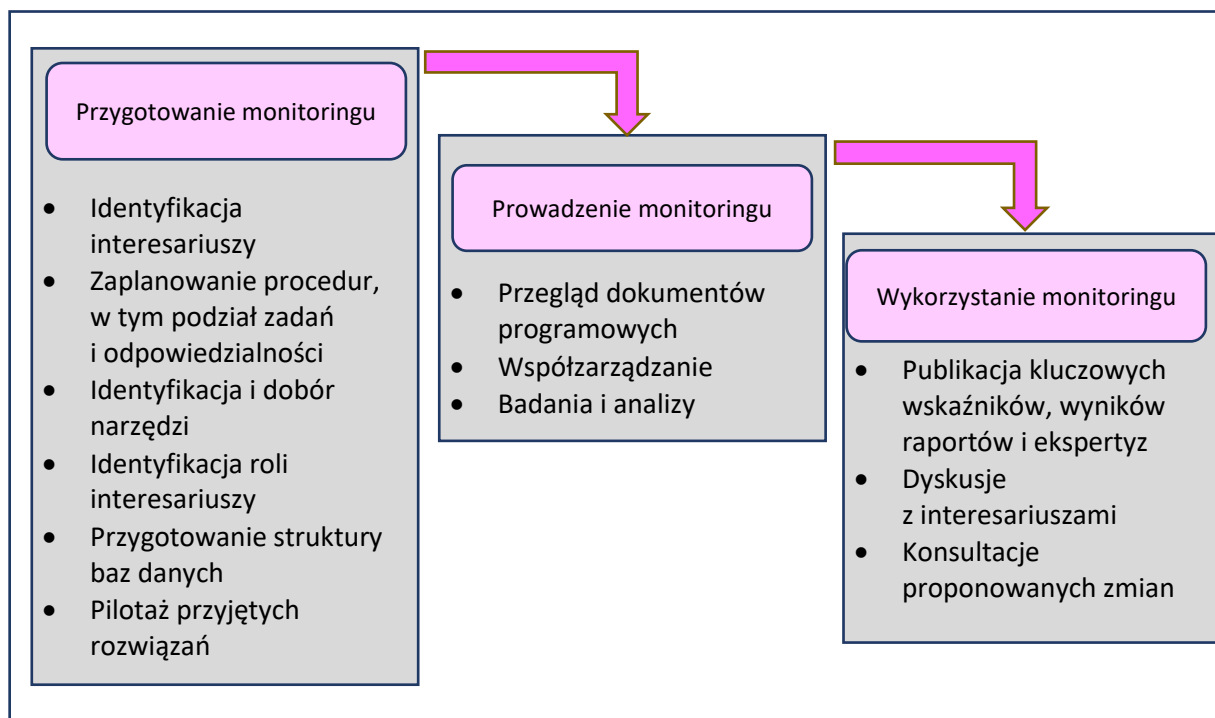 Przygotowanie monitoringu
• Identyfikacja
interesariuszy
• Zaplanowanie procedur,
w tym podział zadań
i odpowiedzialności
• Identyfikacja i dobór
narzędzi
• Identyfikacja roli
interesariuszy
• Przygotowanie struktury
baz danych
• Pilotaż przyjętych
rozwiązań
Prowadzenie monitoringu
• Przegląd dokumentów
programowych
• Współzarządzanie
• Badania i analizy
Wykorzystanie monitoringu
• Publikacja kluczowych
wskaźników, wyników
raportów i ekspertyz
• Dyskusje
z interesariuszami
• Konsultacje
proponowanych zmian